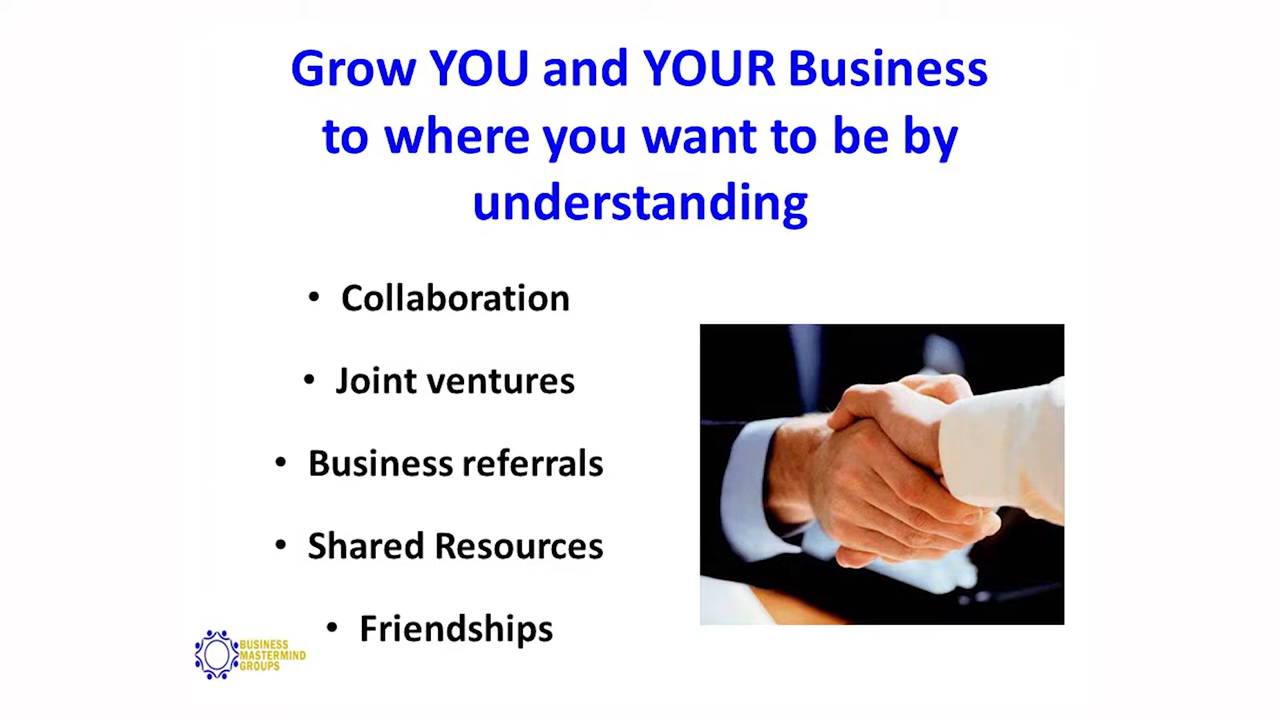 Grow YOU and YOUR Business
to where you want to be by
understanding
• Collaboration
• Joint ventures
• Business referrals
• Shared Resources
• Friendships
BUSINESS
MASTERMIND
GROUPS